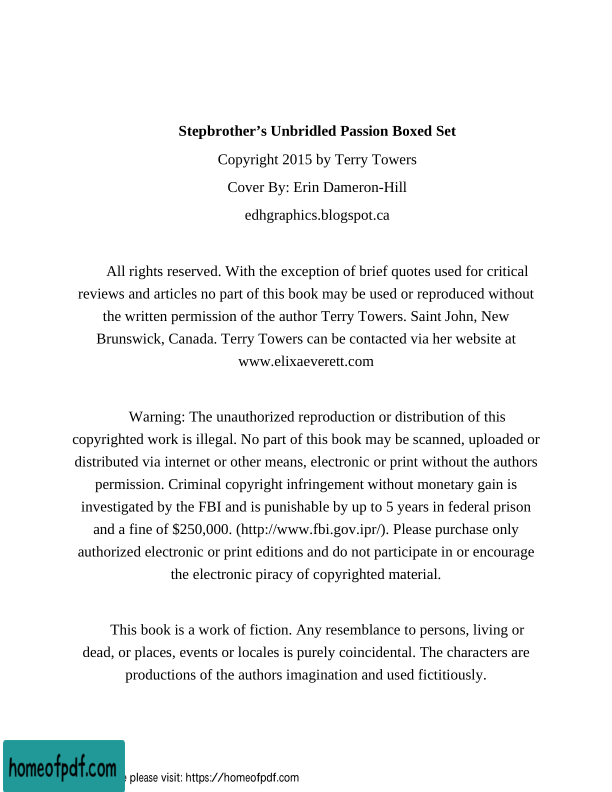 Stepbrother’s Unbridled Passion Boxed Set
Copyright 2015 by Terry Towers
Cover By: Erin Dameron-Hill
edhgraphics.blogspot.ca
All rights reserved. With the exception of brief quotes used for critical
reviews and articles no part of this book may be used or reproduced without
the written permission of the author Terry Towers. Saint John, New
Brunswick, Canada. Terry Towers can be contacted via her website at
www.elixaeverett.com
Warning: The unauthorized reproduction or distribution of this
copyrighted work is illegal. No part of this book may be scanned, uploaded or
distributed via internet or other means, electronic or print without the authors
permission. Criminal copyright infringement without monetary gain is
investigated by the FBI and is punishable by up to 5 years in federal prison
and a fine of $250,000. (http://www.fbi.gov.ipr/). Please purchase only
authorized electronic or print editions and do not participate in or encourage
the electronic piracy of copyrighted material.
This book is a work of fiction. Any resemblance to persons, living or
dead, or places, events or locales is purely coincidental. The characters are
productions of the authors imagination and used fictitiously.
homeofpdf.com
please visit: https://homeofpdf.com